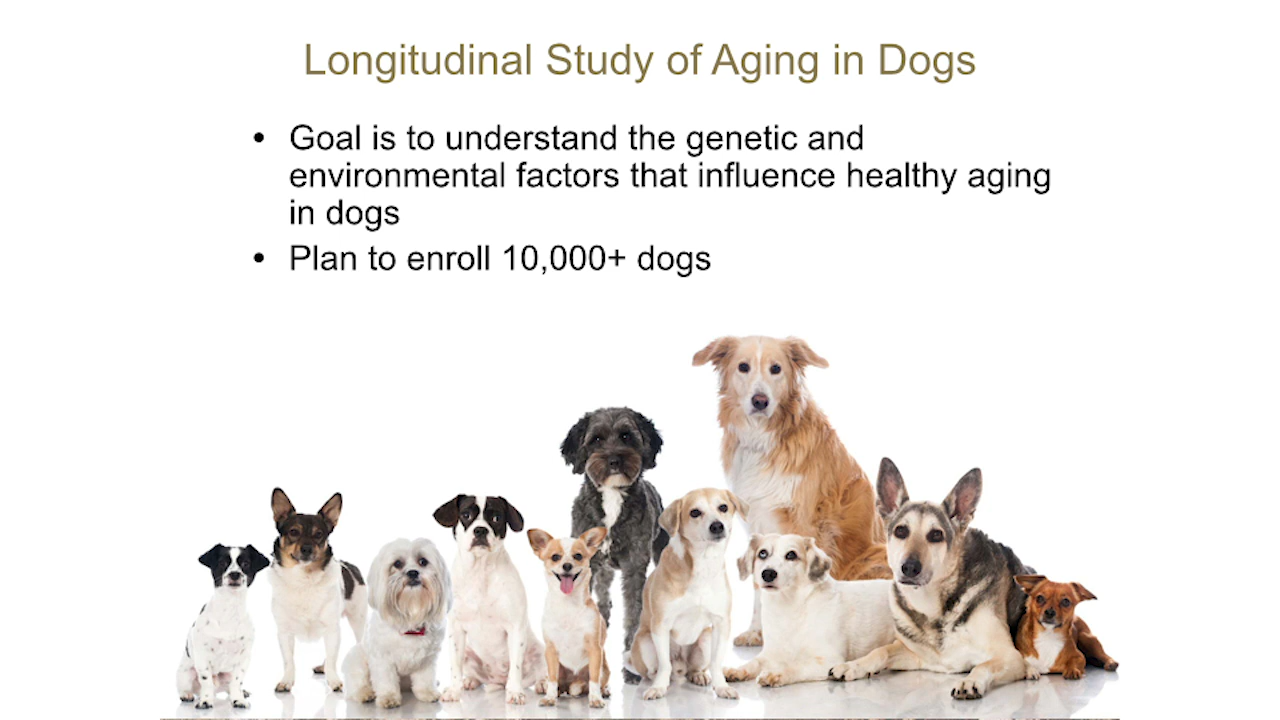 Longitudinal Study of Aging in Dogs
• Goal is to understand the genetic and
environmental factors that influence healthy aging
in dogs
• Plan to enroll 10,000+ dogs